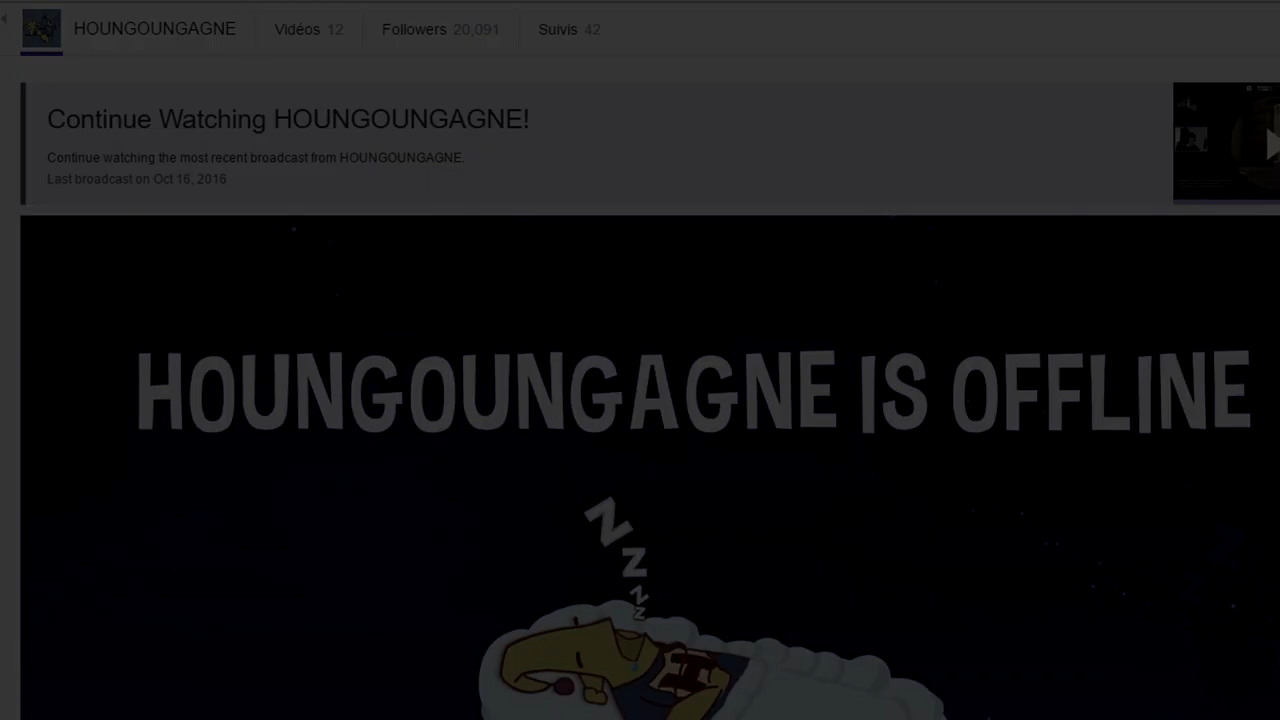 HOUNGOUNGAGNE Vidéos 12 Followers 20,091 Suivis 42
Continue Watching HOUNGOUNGAGNE!
Continue watching the most recent broadcast from HOUNGOUNGAGNE.
Last broadcast on Oct 16, 2016
HOUNGOUNGAGNE IS OFFLINE
Z
Z
Z
Z
H